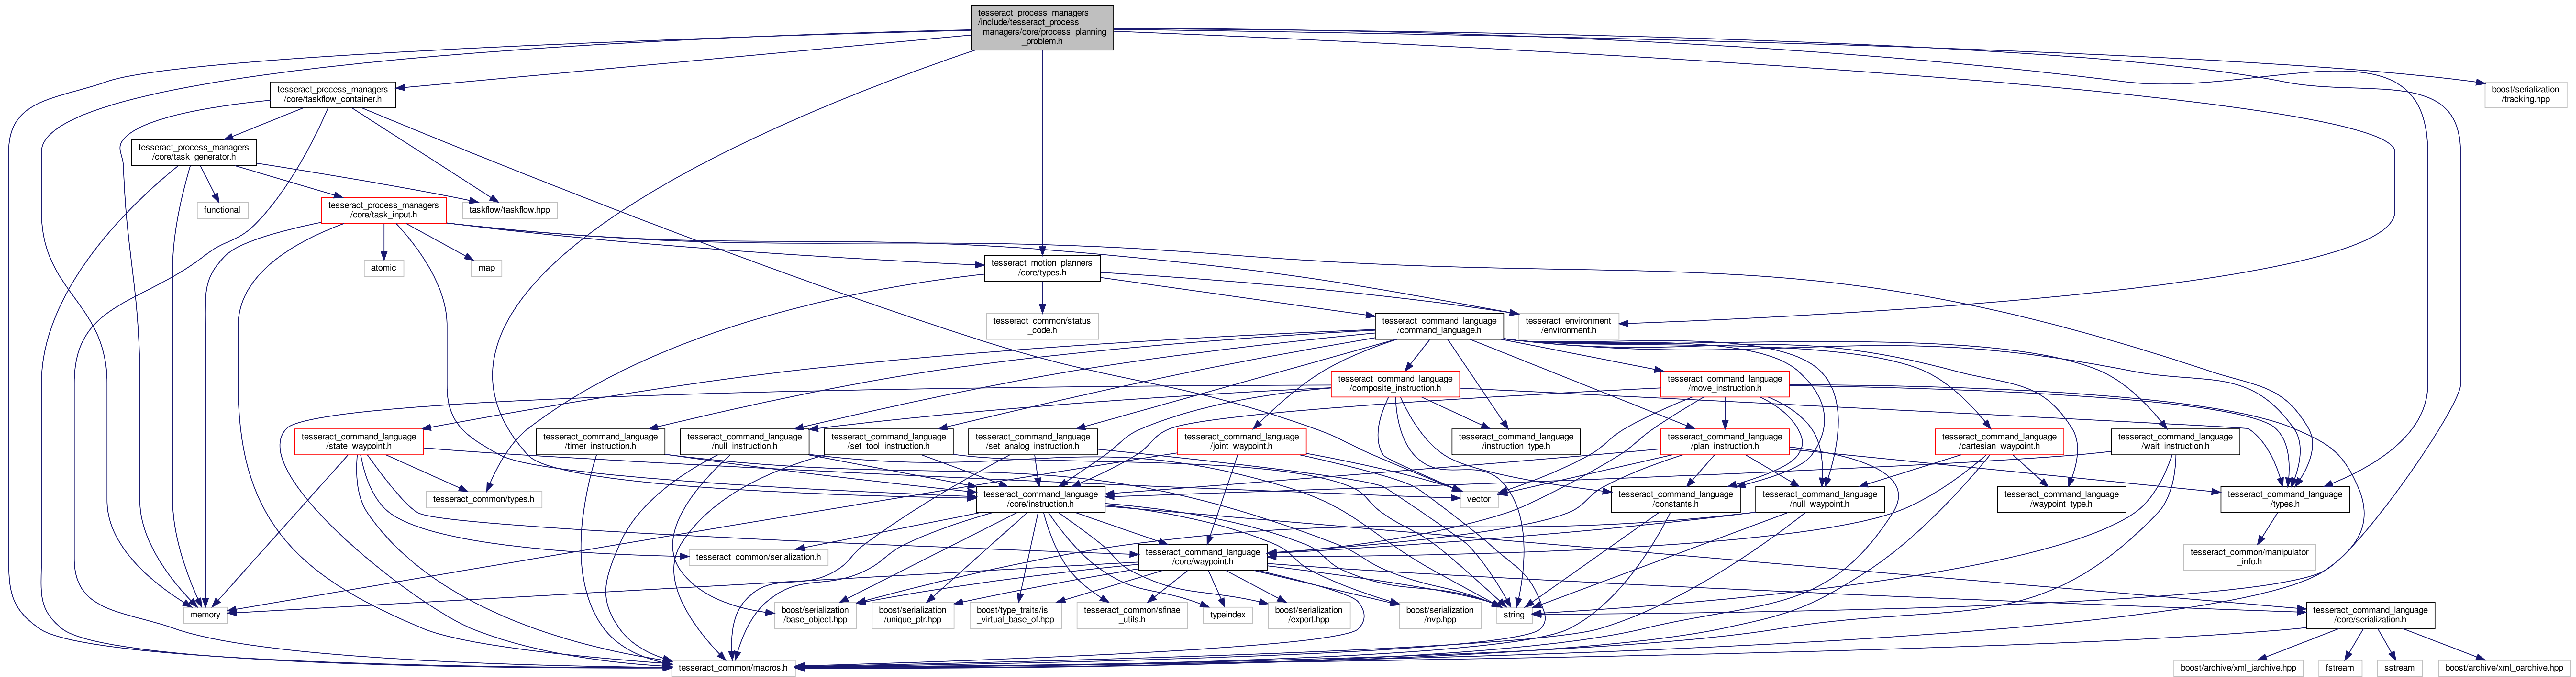 tesseract_process_managers
/include/tesseract_process
_managers/core/process_planning
_problem.h
tesseract_process_managers
/core/taskflow_container.h
boost/serialization
/tracking.hpp
tesseract_process_managers
/core/task_generator.h
functional
tesseract_process_managers
/core/task_input.h
taskflow/taskflow.hpp
atomic
map
tesseract_motion_planners
/core/types.h
tesseract_common/status
_code.h
tesseract_command_language
/command_language.h
tesseract_environment
/environment.h
tesseract_command_language
/composite_instruction.h
tesseract_command_language
/move_instruction.h
tesseract_command_language
/state_waypoint.h
tesseract_command_language
/timer_instruction.h
tesseract_command_language
/null_instruction.h
tesseract_command_language
/set_tool_instruction.h
tesseract_command_language
/set_analog_instruction.h
tesseract_command_language
/joint_waypoint.h
tesseract_command_language
/instruction_type.h
tesseract_command_language
/plan_instruction.h
tesseract_command_language
/cartesian_waypoint.h
tesseract_command_language
/wait_instruction.h
tesseract_common/types.h
tesseract_command_language
/core/instruction.h
vector
tesseract_command_language
/constants.h
tesseract_command_language
/null_waypoint.h
tesseract_command_language
/waypoint_type.h
tesseract_command_language
/types.h
tesseract_common/serialization.h
tesseract_command_language
/core/waypoint.h
tesseract_common/manipulator
_info.h
memory
boost/serialization
/base_object.hpp
boost/serialization
/unique_ptr.hpp
boost/type_traits/is
_virtual_base_of.hpp
tesseract_common/sfinae
_utils.h
typeindex
boost/serialization
/export.hpp
boost/serialization
/nvp.hpp
string
tesseract_command_language
/core/serialization.h
tesseract_common/macros.h
boost/archive/xml_iarchive.hpp
fstream
sstream
boost/archive/xml_oarchive.hpp